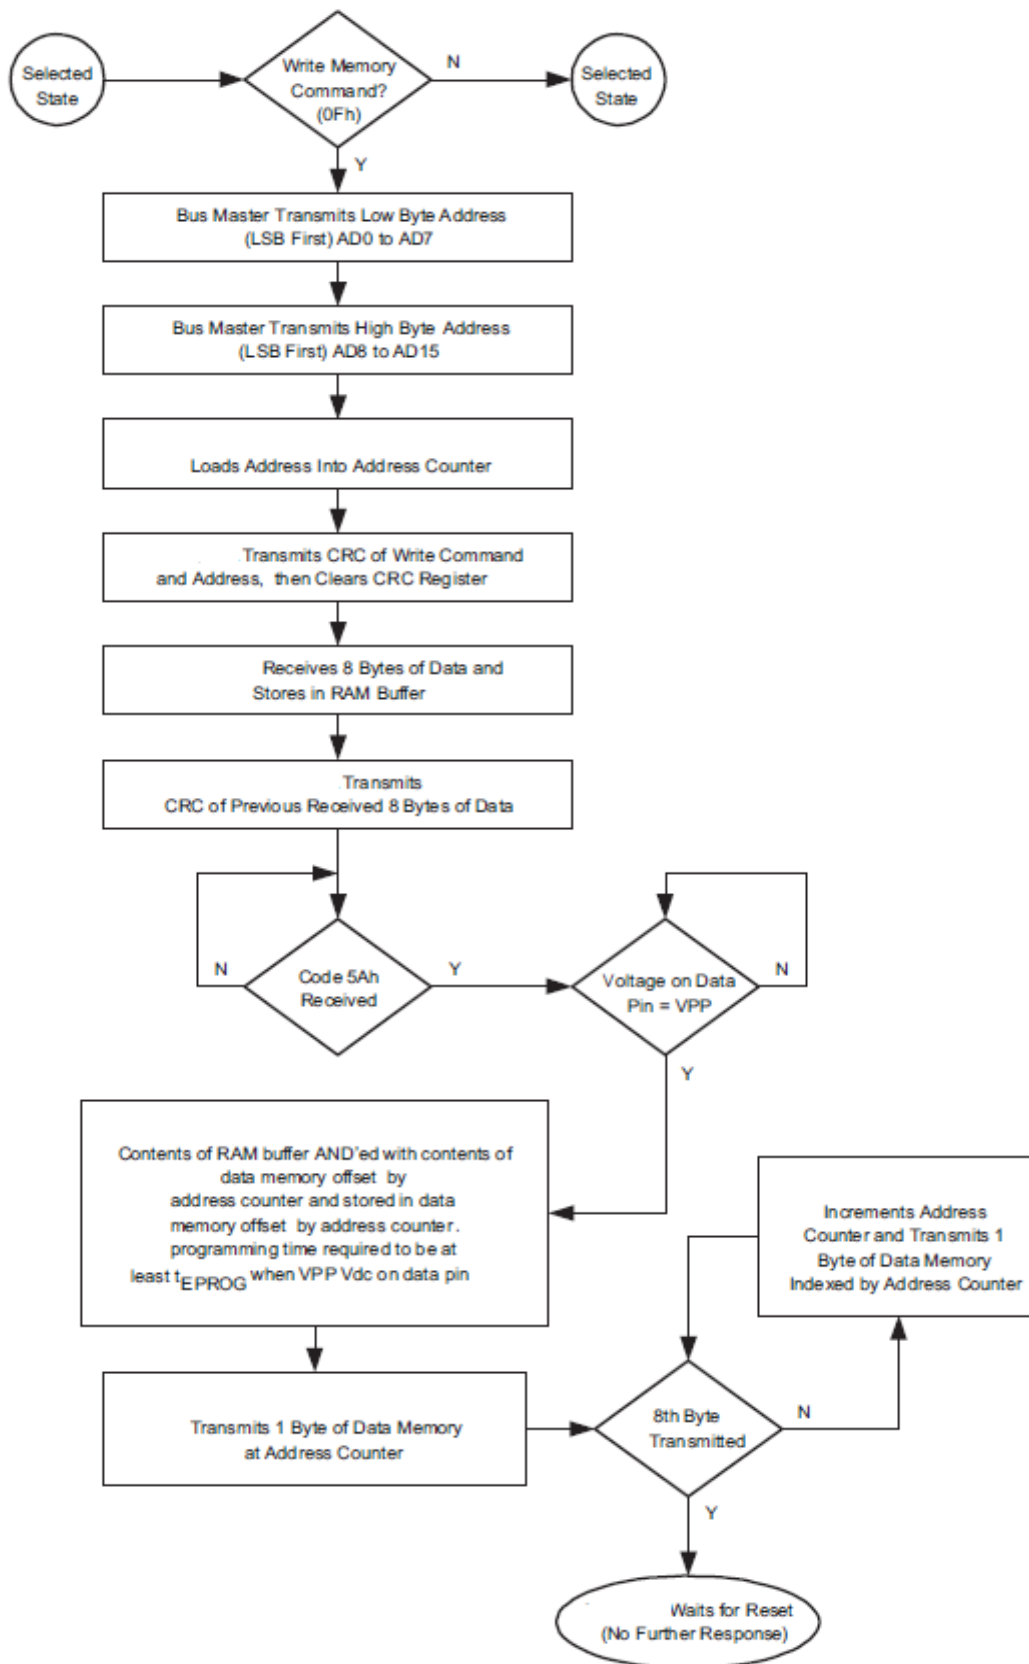 Selected
State
Write Memory
Command?
(0Fh)
N
Selected
State
Y
Bus Master Transmits Low Byte Address
(LSB First) AD0 to AD7
Bus Master Transmits High Byte Address
(LSB First) AD8 to AD15
Loads Address Into Address Counter
Transmits CRC of Write Command
and Address, then Clears CRC Register
Receives 8 Bytes of Data and
Stores in RAM Buffer
Transmits
CRC of Previous Received 8 Bytes of Data
N
Code 5Ah
Received
Y
Voltage on Data
Pin = VPP
N
Y
Contents of RAM buffer AND'ed with contents of
data memory offset by
address counter and stored in data
memory offset by address counter.
programming time required to be at
least tEPROG when VPP Vdc on data pin
Increments Address
Counter and Transmits 1
Byte of Data Memory
Indexed by Address Counter
Transmits 1 Byte of Data Memory
at Address Counter
8th Byte
Transmitted
N
Y
Waits for Reset
(No Further Response)